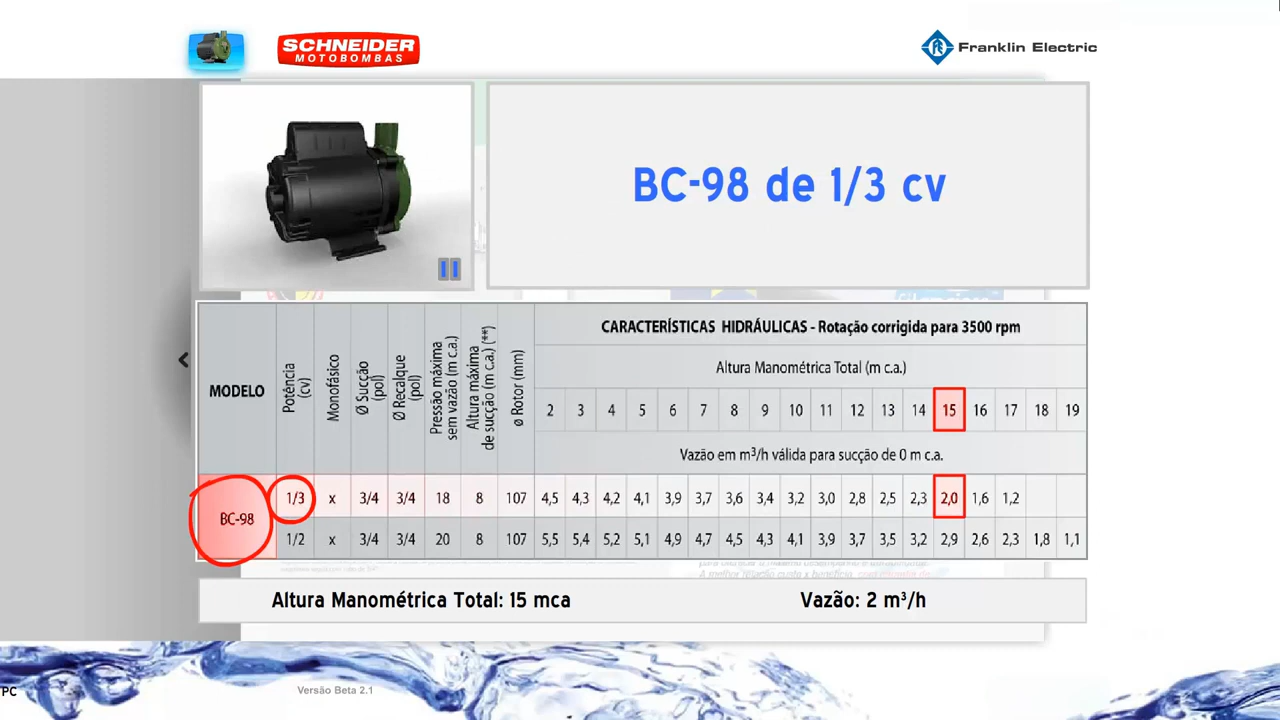 SCHNEIDER
MOTOBOMBAS
Franklin Electric
BC-98 de 1/3 cv
MODELO
Potência (cv)
Monofásico
Ø Sucção (pol)
Ø Recalque (pol)
Pressão máxima sem vazão (m c.a.)
Altura máxima de sucção (m c.a.) (**)
ø Rotor (mm)
CARACTERÍSTICAS HIDRÁULICAS - Rotação corrigida para 3500 rpm
Altura Manométrica Total (m c.a.)
2 3 4 5 6 7 8 9 10 11 12 13 14 15 16 17 18 19
Vazão em m³/h válida para sucção de 0 m c.a.
BC-98
1/3 x 3/4 3/4 18 8 107 4,5 4,3 4,2 4,1 3,9 3,7 3,6 3,4 3,2 3,0 2,8 2,5 2,3 2,0 1,6 1,2
1/2 x 3/4 3/4 20 8 107 5,5 5,4 5,2 5,1 4,9 4,7 4,5 4,3 4,1 3,9 3,7 3,5 3,2 2,9 2,6 2,3 1,8 1,1
Altura Manométrica Total: 15 mca
Vazão: 2 m³/h
PC
Versão Beta 2.1